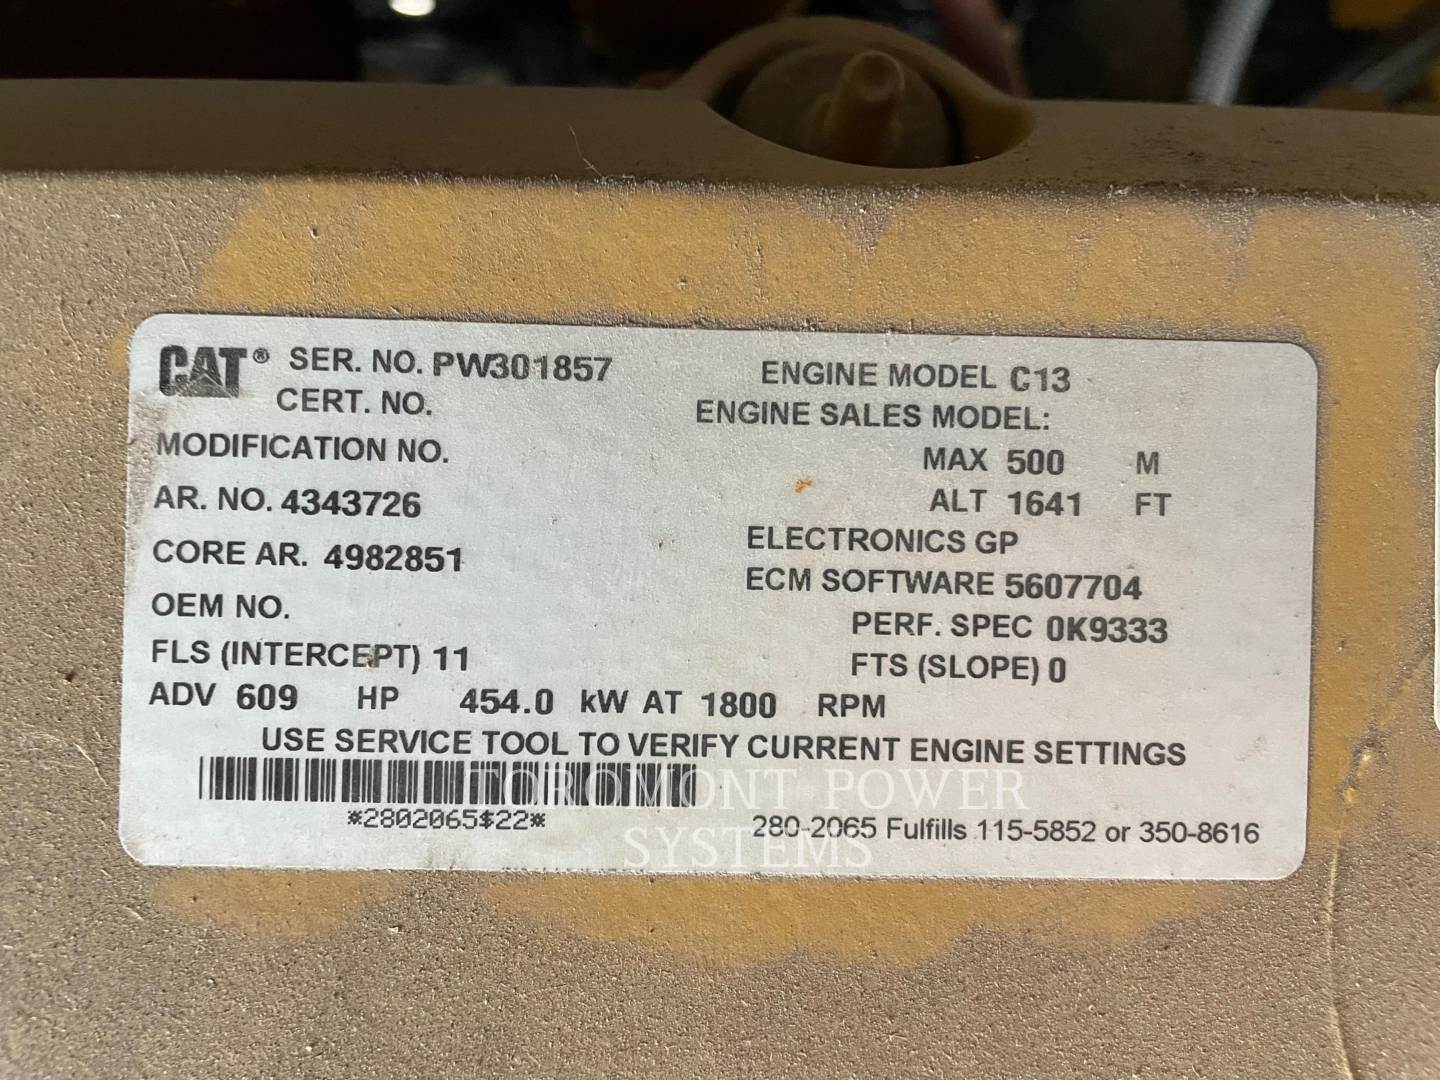 CAT® SER. NO. PW301857 ENGINE MODEL C13
CERT. NO. ENGINE SALES MODEL:
MODIFICATION NO. MAX 500 M
AR. NO. 4343726 ALT 1641 FT
CORE AR. 4982851 ELECTRONICS GP
ECM SOFTWARE 5607704
OEM NO. PERF. SPEC 0K9333
FLS (INTERCEPT) 11 FTS (SLOPE) 0
ADV 609 HP 454.0 kW AT 1800 RPM
USE SERVICE TOOL TO VERIFY CURRENT ENGINE SETTINGS
*2802065$22* 280-2065 Fulfills 115-5852 or 350-8616
TOROMONT POWER
SYSTEMS